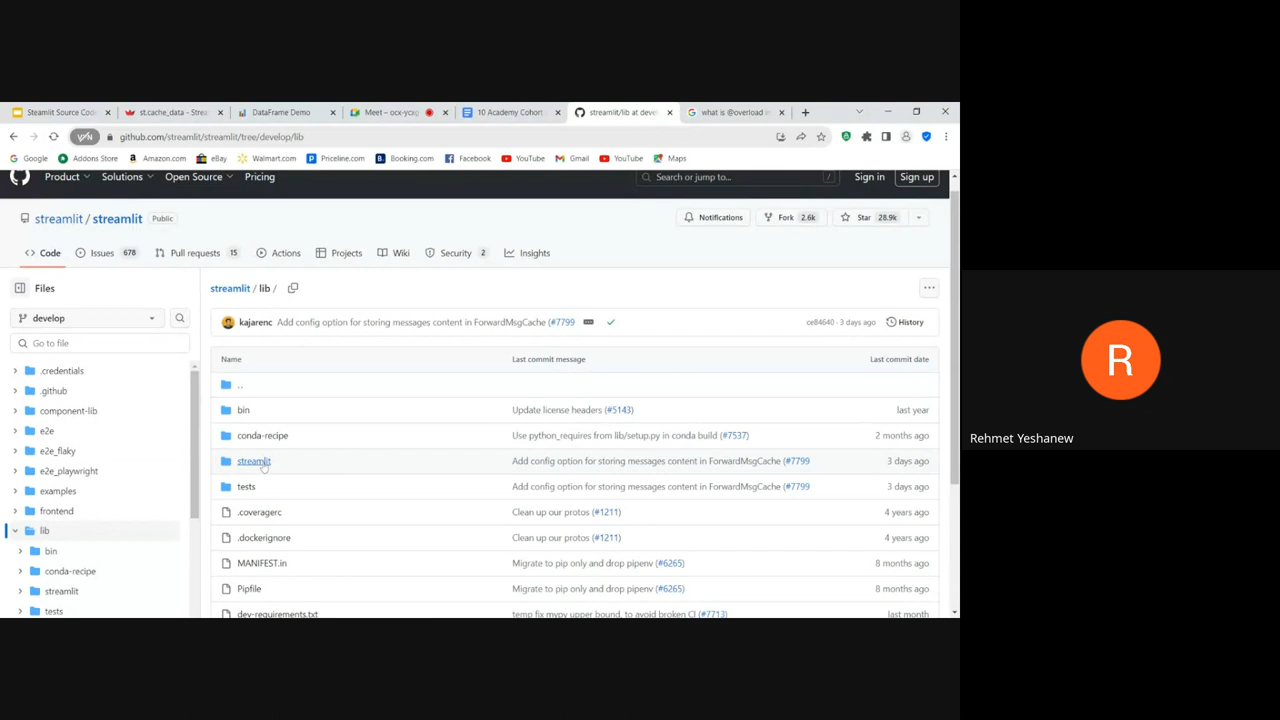 Steamlit Source Cod
st.cache_data - Strea
DataFrame Demo
Meet – ocx-ycxg
10 Academy Cohort
streamlit/lib at deve
what is @overload in
VPN
github.com/streamlit/streamlit/tree/develop/lib
Google
Addons Store
Amazon.com
eBay
Walmart.com
Priceline.com
Booking.com
Facebook
YouTube
Gmail
YouTube
Maps
Product
Solutions
Open Source
Pricing
Search or jump to...
/
Sign in
Sign up
streamlit / streamlit
Public
Notifications
Fork 2.6k
Star 28.9k
Code
Issues 678
Pull requests 15
Actions
Projects
Wiki
Security 2
Insights
Files
streamlit / lib /
develop
Go to file
kajarenc Add config option for storing messages content in ForwardMsgCache (#7799
ce84640 · 3 days ago
History
Name
Last commit message
Last commit date
..
bin
Update license headers (#5143)
last year
conda-recipe
Use python_requires from lib/setup.py in conda build (#7537)
2 months ago
streamlit
Add config option for storing messages content in ForwardMsgCache (#7799
3 days ago
tests
Add config option for storing messages content in ForwardMsgCache (#7799
3 days ago
.coveragerc
Clean up our protos (#1211)
4 years ago
.dockerignore
Clean up our protos (#1211)
4 years ago
MANIFEST.in
Migrate to pip only and drop pipenv (#6265)
8 months ago
Pipfile
Migrate to pip only and drop pipenv (#6265)
8 months ago
dev-requirements.txt
temp fix mypy upper bound, to avoid broken CI (#7713)
last month
.credentials
.github
component-lib
e2e
e2e_flaky
e2e_playwright
examples
frontend
lib
bin
conda-recipe
streamlit
tests
R
Rehmet Yeshanew